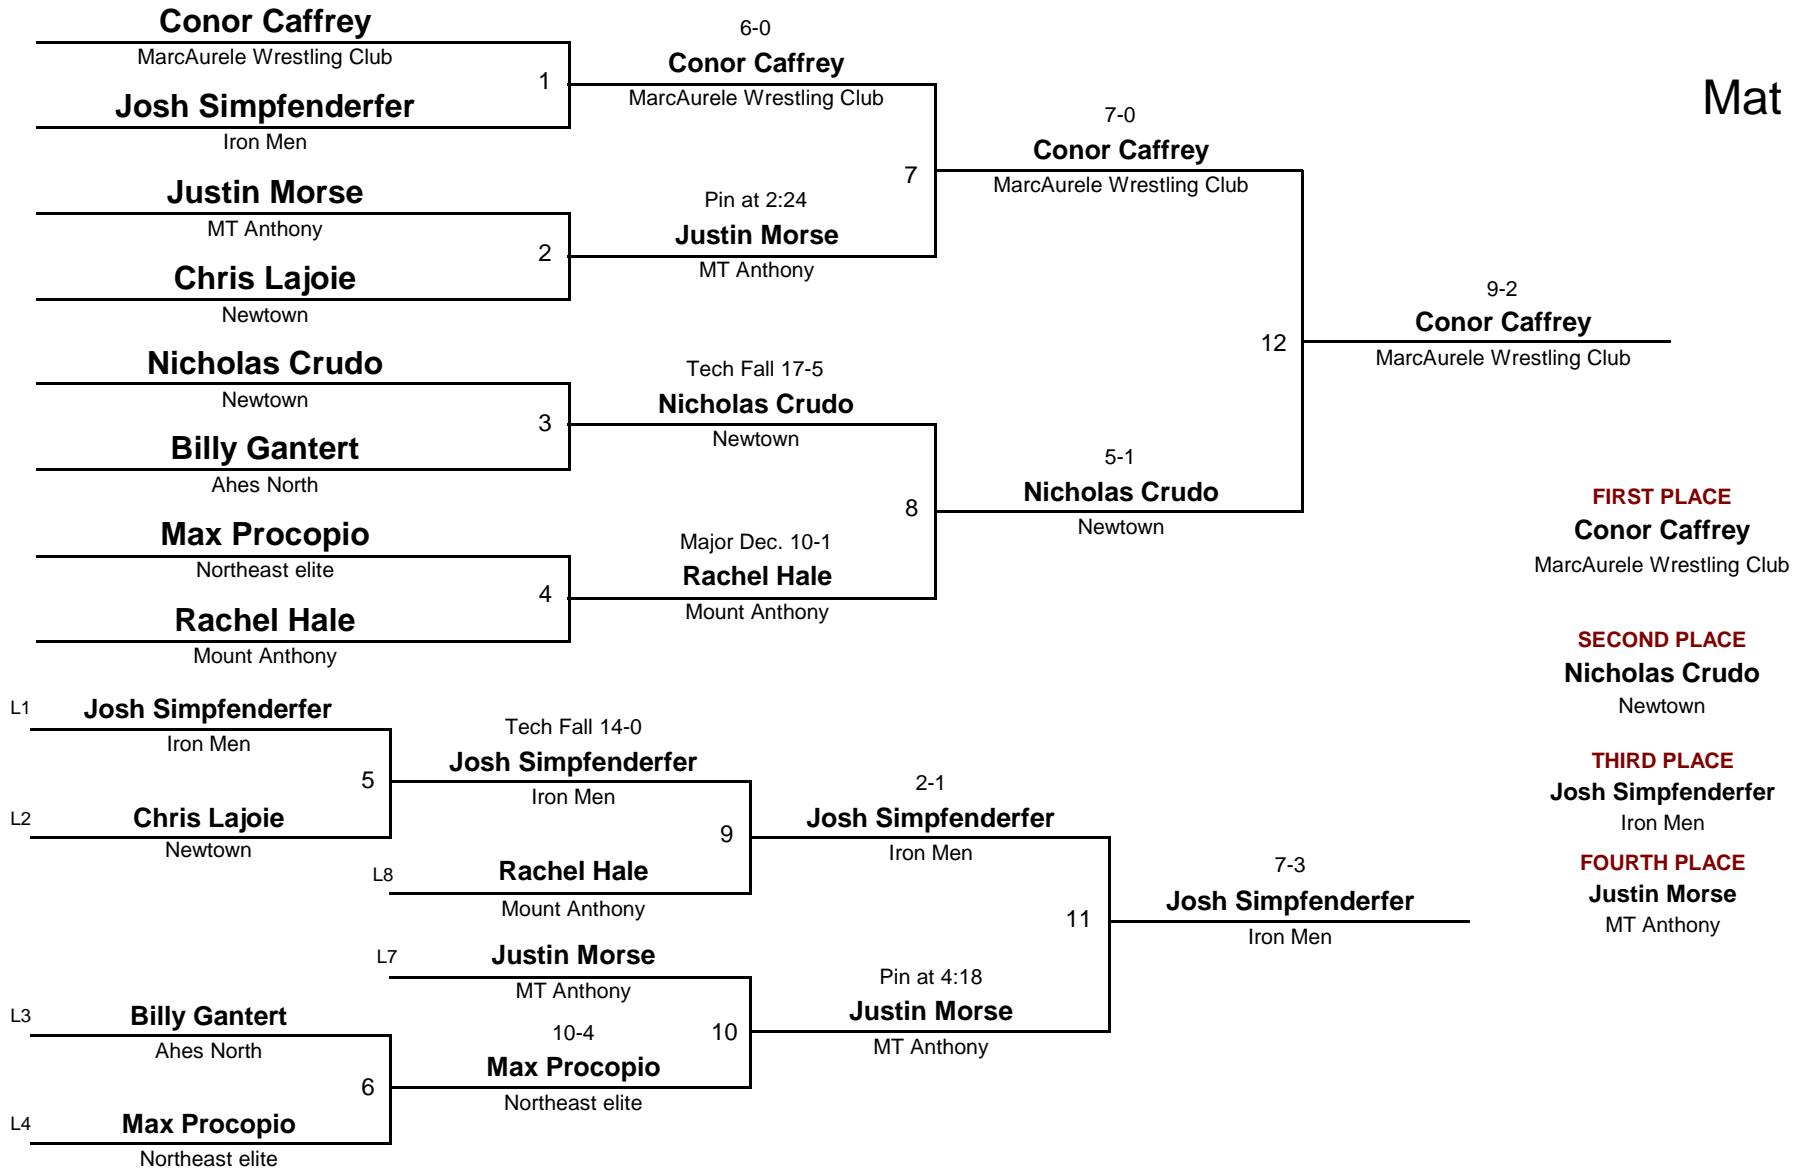 Conor Caffrey
MarcAurele Wrestling Club
1
Josh Simpfenderfer
Iron Men
Justin Morse
MT Anthony
2
Chris Lajoie
Newtown
Nicholas Crudo
Newtown
3
Billy Gantert
Ahes North
Max Procopio
Northeast elite
4
Rachel Hale
Mount Anthony
6-0
Conor Caffrey
MarcAurele Wrestling Club
7
Pin at 2:24
Justin Morse
MT Anthony
Tech Fall 17-5
Nicholas Crudo
Newtown
8
Major Dec. 10-1
Rachel Hale
Mount Anthony
7-0
Conor Caffrey
MarcAurele Wrestling Club
12
5-1
Nicholas Crudo
Newtown
9-2
Conor Caffrey
MarcAurele Wrestling Club
Mat
FIRST PLACE
Conor Caffrey
MarcAurele Wrestling Club
SECOND PLACE
Nicholas Crudo
Newtown
THIRD PLACE
Josh Simpfenderfer
Iron Men
FOURTH PLACE
Justin Morse
MT Anthony
L1 Josh Simpfenderfer
Iron Men
5
L2 Chris Lajoie
Newtown
L3 Billy Gantert
Ahes North
6
L4 Max Procopio
Northeast elite
Tech Fall 14-0
Josh Simpfenderfer
Iron Men
9
L8 Rachel Hale
Mount Anthony
L7 Justin Morse
MT Anthony
10-4
10
Max Procopio
Northeast elite
2-1
Josh Simpfenderfer
Iron Men
11
Pin at 4:18
Justin Morse
MT Anthony
7-3
Josh Simpfenderfer
Iron Men